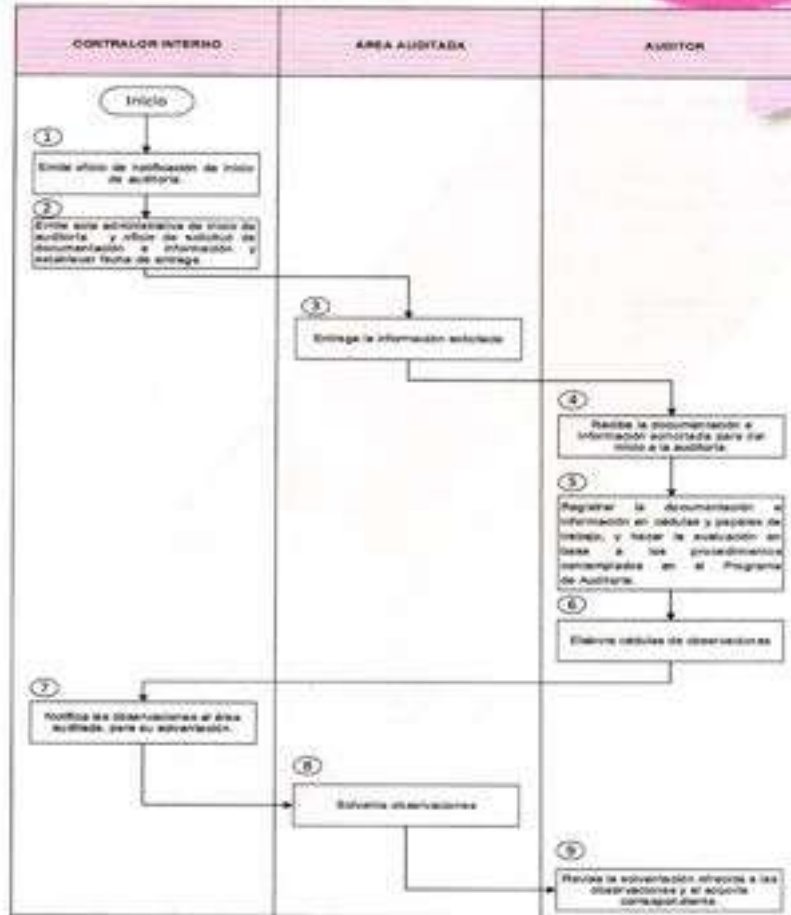 CONTRALOR INTERNO
ÁREA AUDITADA
AUDITOR
Inicio
1
Emite oficio de notificación de inicio
de auditoría.
2
Emite acta administrativa de inicio de
auditoría y oficio de solicitud de
documentación e información y
establecer fecha de entrega.
3
Entrega la información solicitada
4
Recibe la documentación e
información solicitada para dar
inicio a la auditoría.
5
Registrar la documentación e
información en cédulas y papeles de
trabajo, y hacer la evaluación en
base a los procedimientos
contemplados en el Programa
de Auditoría.
6
Elabora cédulas de observaciones
7
Notifica las observaciones al área
auditada, para su solventación.
8
Solventa observaciones
9
Revisa la solventación ofrecida a las
observaciones y el soporte
correspondiente.